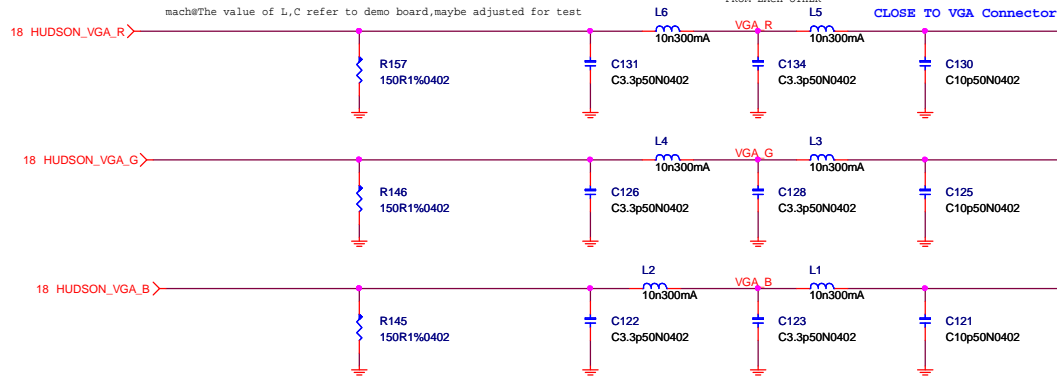 FROM EACH OTHER
mach@The value of L,C refer to demo board,maybe adjusted for test
L6
L5
CLOSE TO VGA Connector
18 HUDSON_VGA_R
VGA_R
10n300mA
10n300mA
R157
150R1%0402
C131
C3.3p50N0402
C134
C3.3p50N0402
C130
C10p50N0402
L4
L3
18 HUDSON_VGA_G
VGA_G
10n300mA
10n300mA
R146
150R1%0402
C126
C3.3p50N0402
C128
C3.3p50N0402
C125
C10p50N0402
L2
L1
18 HUDSON_VGA_B
VGA_B
10n300mA
10n300mA
R145
150R1%0402
C122
C3.3p50N0402
C123
C3.3p50N0402
C121
C10p50N0402